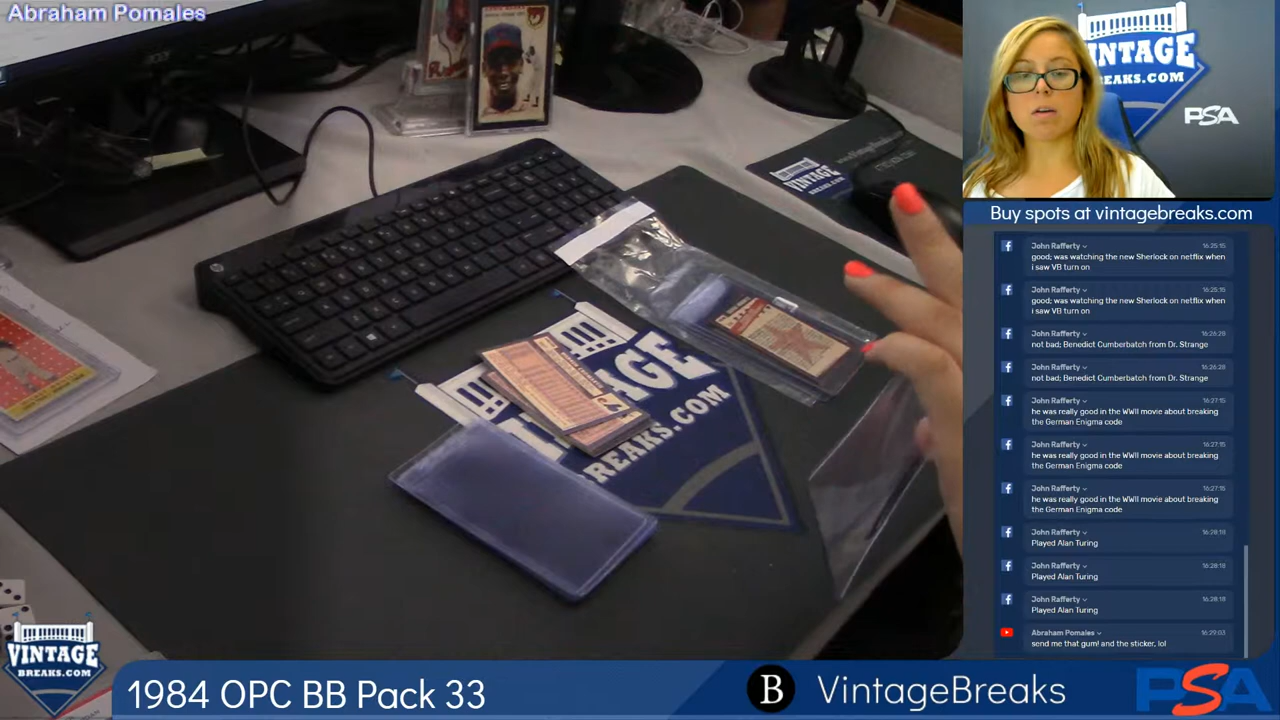 Abraham Pomales
VINTAGE
BREAKS.COM
PSA
Buy spots at vintagebreaks.com
John Rafferty 16:25:15
good; was watching the new Sherlock on netflix when
i saw VB turn on
John Rafferty 16:25:15
good; was watching the new Sherlock on netflix when
i saw VB turn on
John Rafferty 16:26:28
not bad; Benedict Cumberbatch from Dr. Strange
John Rafferty 16:26:28
not bad; Benedict Cumberbatch from Dr. Strange
John Rafferty 16:27:15
he was really good in the WWII movie about breaking
the German Enigma code
John Rafferty 16:27:15
he was really good in the WWII movie about breaking
the German Enigma code
John Rafferty 16:27:15
he was really good in the WWII movie about breaking
the German Enigma code
John Rafferty 16:28:18
Played Alan Turing
John Rafferty 16:28:18
Played Alan Turing
John Rafferty 16:28:18
Played Alan Turing
Abraham Pomales 16:29:03
send me that gum! and the sticker, lol
VINTAGE
AGE
REAKS.COM
VINTAGE
BREAKS.COM
1984 OPC BB Pack 33
B VintageBreaks
PSA